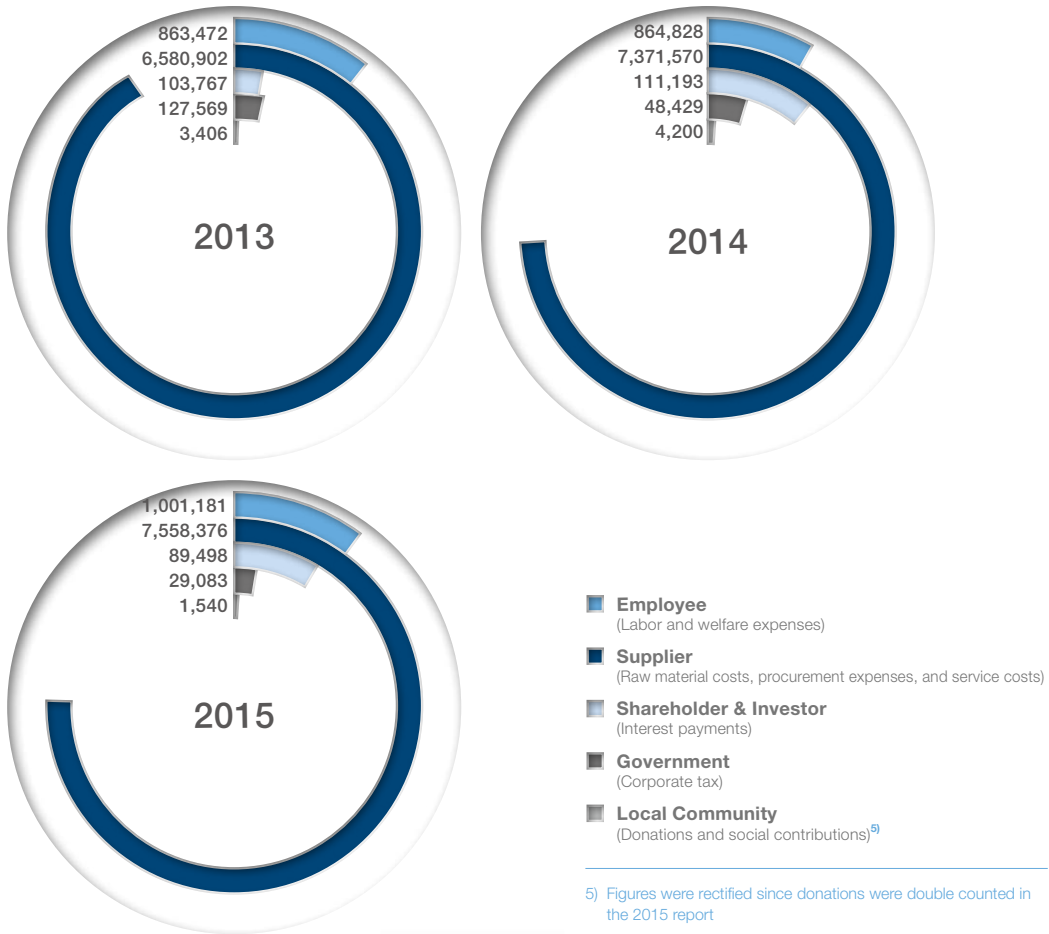 863,472
6,580,902
103,767
127,569
3,406
2013
864,828
7,371,570
111,193
48,429
4,200
2014
1,001,181
7,558,376
89,498
29,083
1,540
2015
Employee
(Labor and welfare expenses)
Supplier
(Raw material costs, procurement expenses, and service costs)
Shareholder & Investor
(Interest payments)
Government
(Corporate tax)
Local Community
(Donations and social contributions)5)
5) Figures were rectified since donations were double counted in
the 2015 report